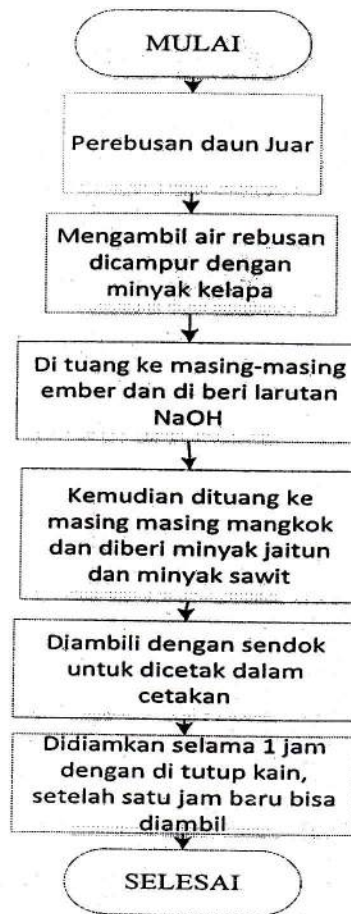 MULAI
Perebusan daun Juar
Mengambil air rebusan
dicampur dengan
minyak kelapa
Di tuang ke masing-masing
ember dan di beri larutan
NaOH
Kemudian dituang ke
masing masing mangkok
dan diberi minyak jaitun
dan minyak sawit
Diambili dengan sendok
untuk dicetak dalam
cetakan
Didiamkan selama 1 jam
dengan di tutup kain,
setelah satu jam baru bisa
diambil
SELESAI